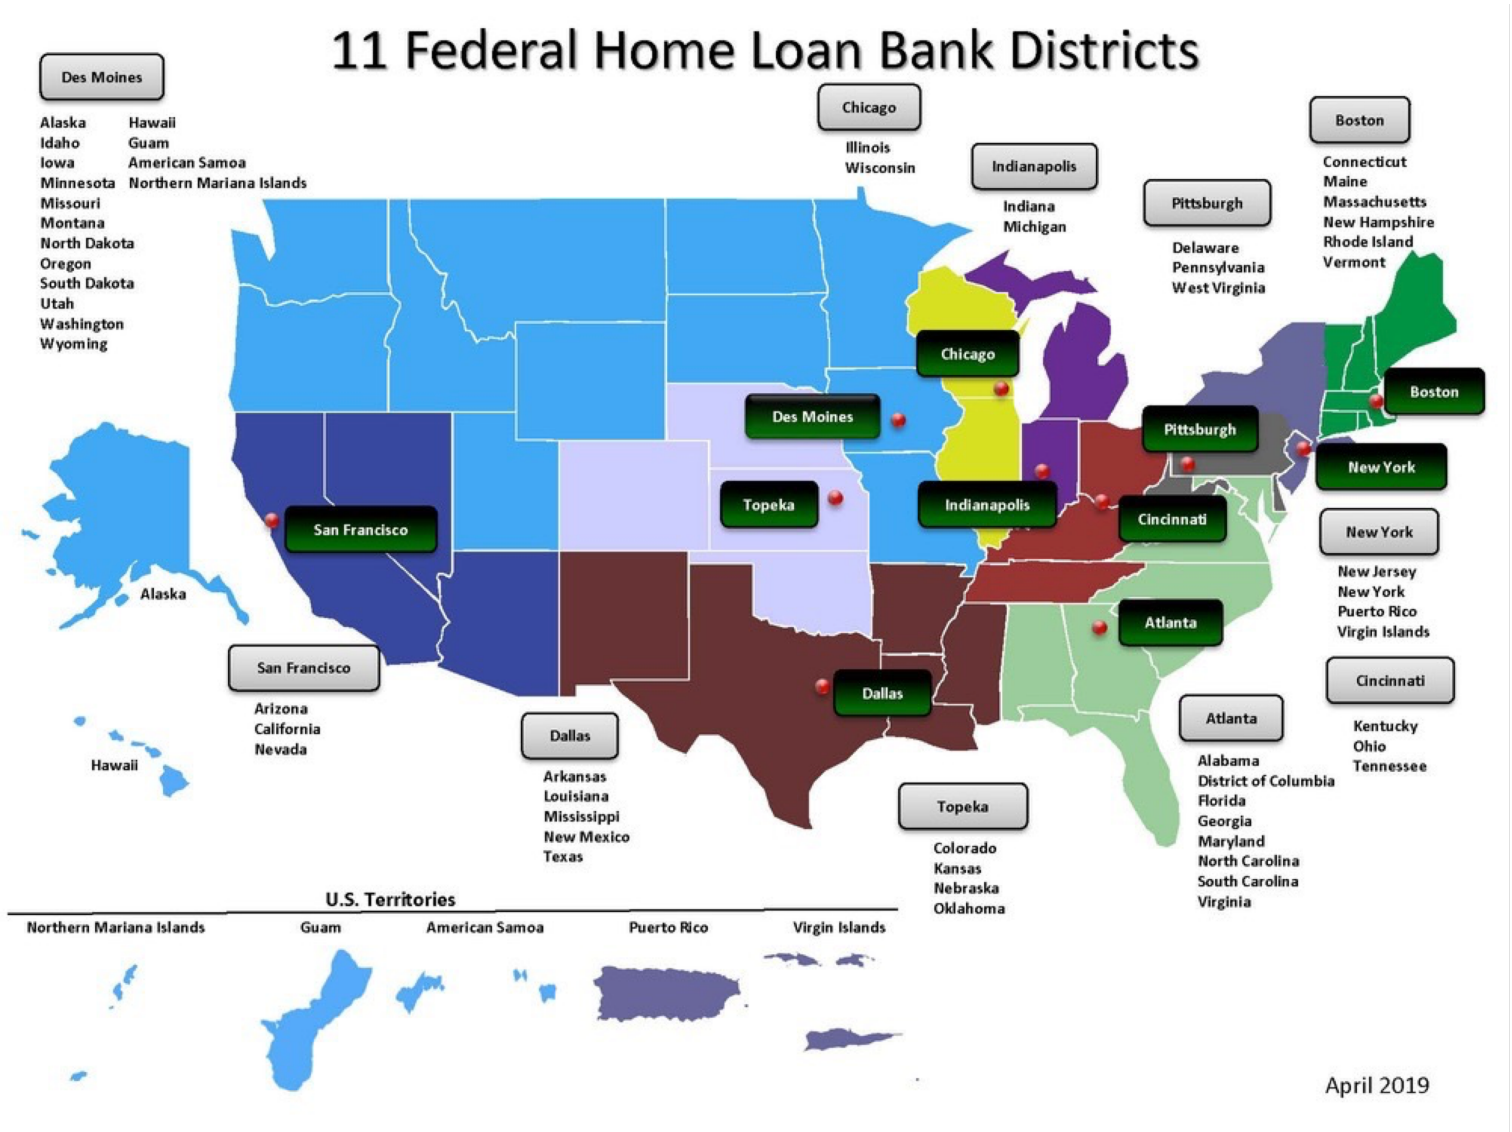 11 Federal Home Loan Bank Districts
Des Moines
Alaska
Idaho
Iowa
Minnesota
Missouri
Montana
North Dakota
Oregon
South Dakota
Utah
Washington
Wyoming
Hawaii
Guam
American Samoa
Northern Mariana Islands
Chicago
Illinois
Wisconsin
Indianapolis
Indiana
Michigan
Pittsburgh
Delaware
Pennsylvania
West Virginia
Boston
Connecticut
Maine
Massachusetts
New Hampshire
Rhode Island
Vermont
Chicago
Des Moines
Boston
Pittsburgh
New York
Topeka
Indianapolis
Cincinnati
San Francisco
Atlanta
Dallas
Alaska
Hawaii
San Francisco
Arizona
California
Nevada
Dallas
Arkansas
Louisiana
Mississippi
New Mexico
Texas
Topeka
Colorado
Kansas
Nebraska
Oklahoma
Atlanta
Alabama
District of Columbia
Florida
Georgia
Maryland
North Carolina
South Carolina
Virginia
New York
New Jersey
New York
Puerto Rico
Virgin Islands
Cincinnati
Kentucky
Ohio
Tennessee
U.S. Territories
Northern Mariana Islands
Guam
American Samoa
Puerto Rico
Virgin Islands
April 2019